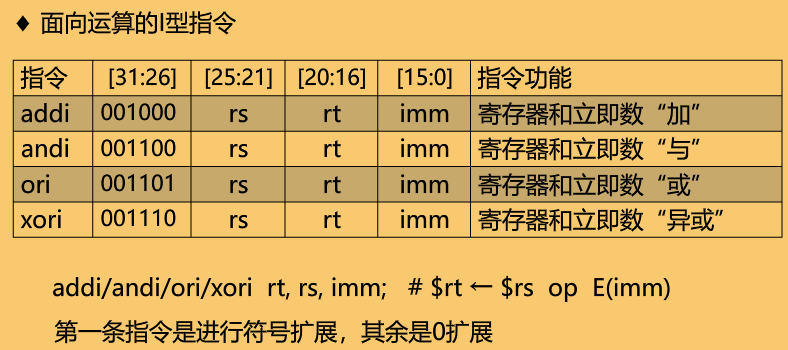 ♦ 面向运算的I型指令
指令 [31:26] [25:21] [20:16] [15:0] 指令功能
addi 001000 rs rt imm 寄存器和立即数“加”
andi 001100 rs rt imm 寄存器和立即数“与”
ori 001101 rs rt imm 寄存器和立即数“或”
xori 001110 rs rt imm 寄存器和立即数“异或”
addi/andi/ori/xori rt, rs, imm; # $rt ← $rs op E(imm)
第一条指令是进行符号扩展，其余是0扩展